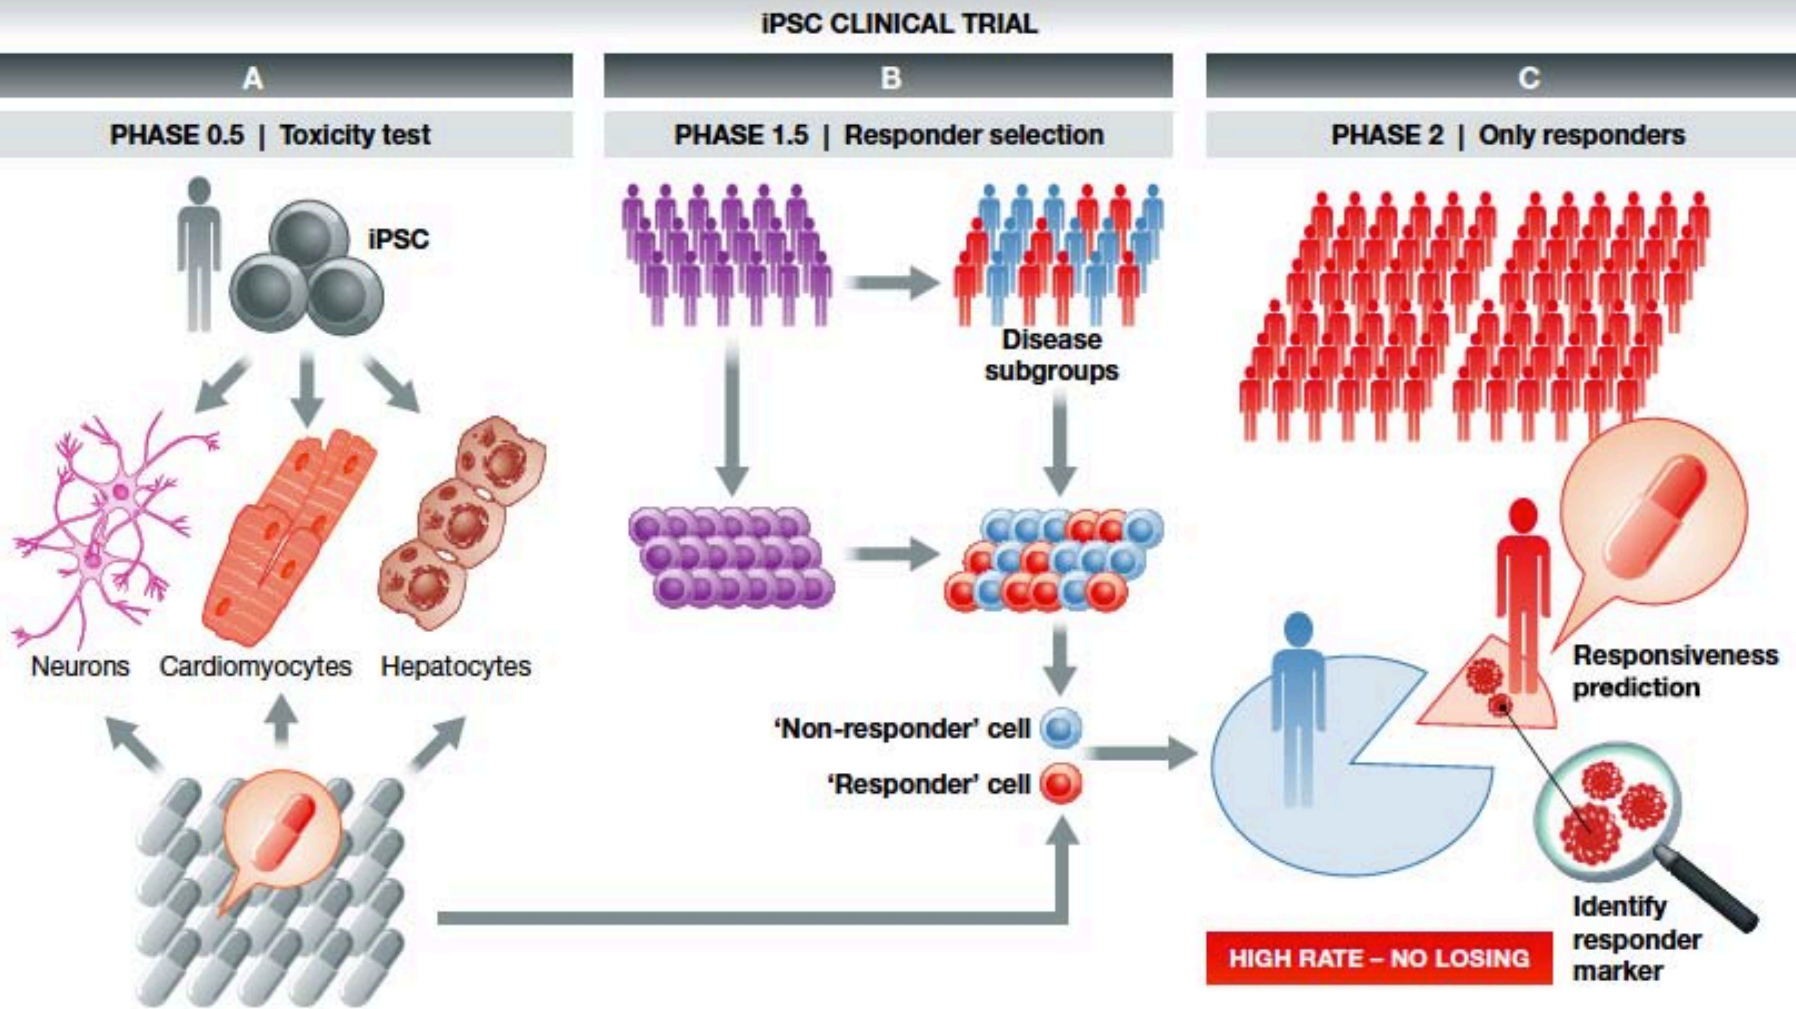 iPSC CLINICAL TRIAL
A
PHASE 0.5 | Toxicity test
iPSC
Neurons
Cardiomyocytes
Hepatocytes
B
PHASE 1.5 | Responder selection
Disease
subgroups
‘Non-responder’ cell
‘Responder’ cell
C
PHASE 2 | Only responders
Responsiveness
prediction
Identify
responder
marker
HIGH RATE – NO LOSING